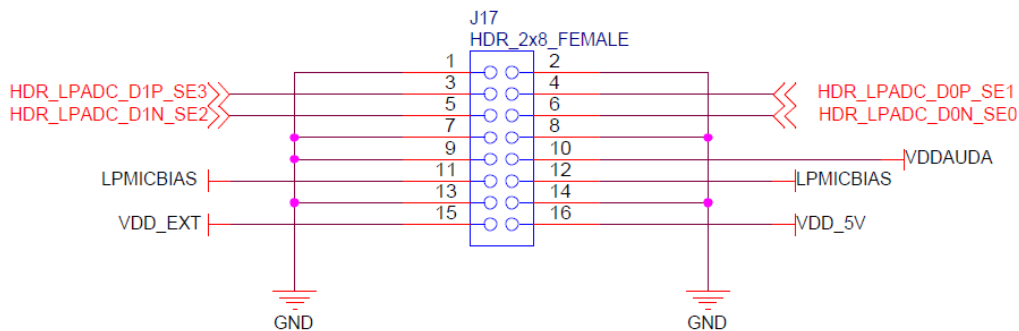 J17
HDR_2x8_FEMALE
1 2
HDR_LPADC_D1P_SE3 3 4 HDR_LPADC_D0P_SE1
HDR_LPADC_D1N_SE2 5 6 HDR_LPADC_D0N_SE0
7 8
9 10 VDDAUDA
LPMICBIAS 11 12 LPMICBIAS
13 14
VDD_EXT 15 16 VDD_5V
GND GND